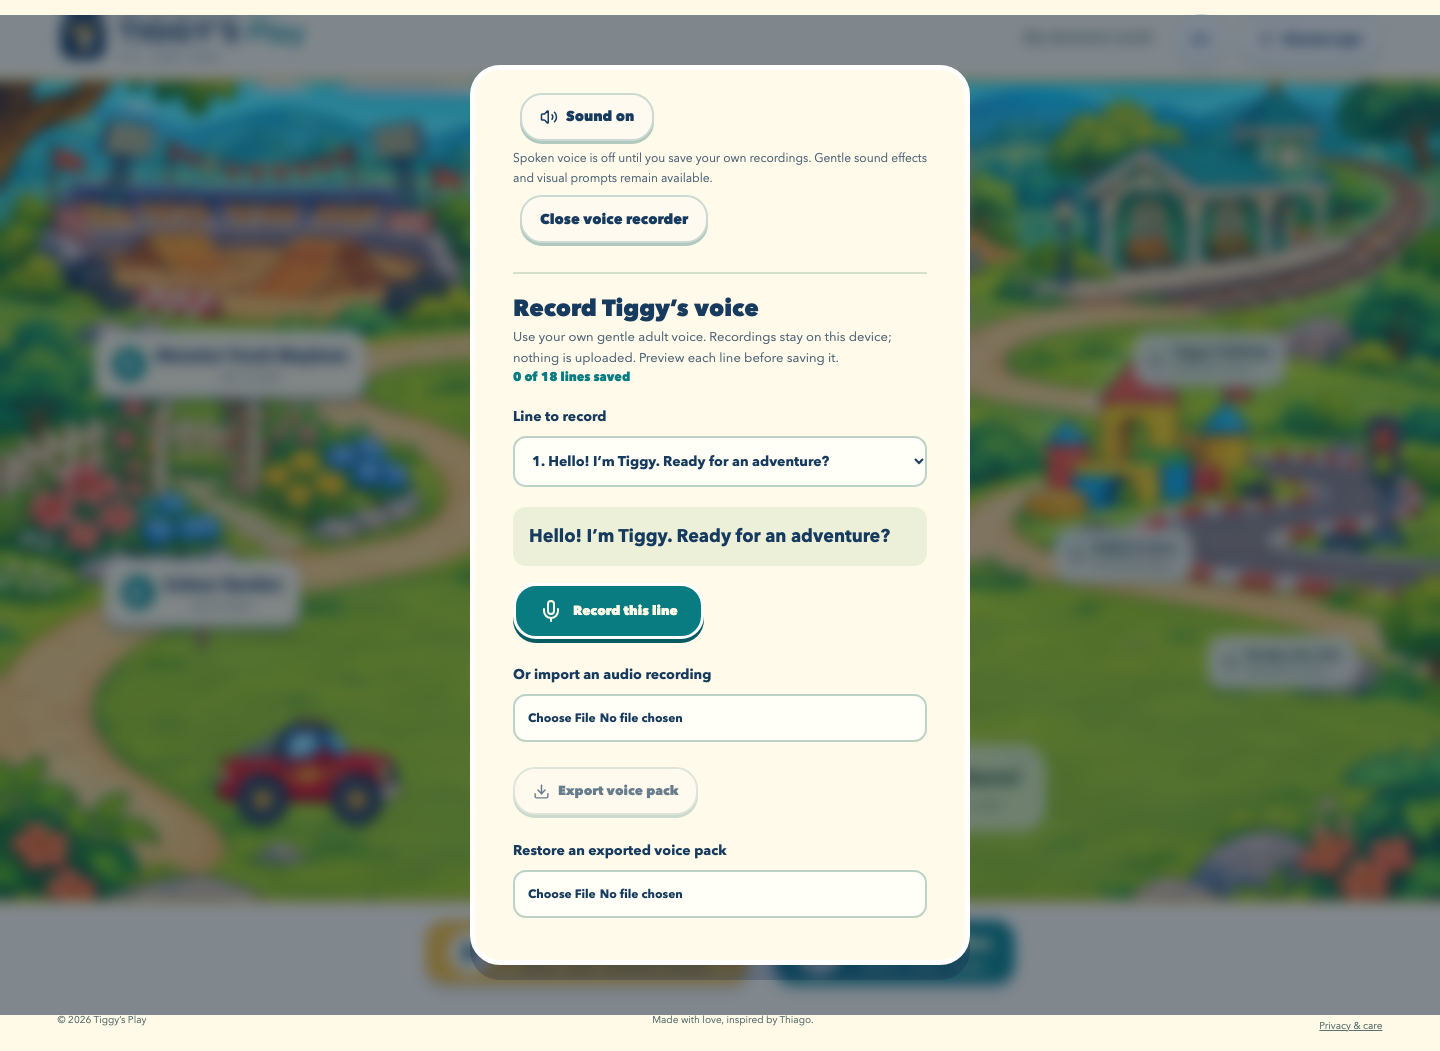 TIGGY'S Play
Sound on
Spoken voice is off until you save your own recordings. Gentle sound effects
and visual prompts remain available.
Close voice recorder
Record Tiggy’s voice
Use your own gentle adult voice. Recordings stay on this device;
nothing is uploaded. Preview each line before saving it.
0 of 18 lines saved
Line to record
1. Hello! I’m Tiggy. Ready for an adventure?
Hello! I’m Tiggy. Ready for an adventure?
Record this line
Or import an audio recording
Choose File No file chosen
Export voice pack
Restore an exported voice pack
Choose File No file chosen
© 2026 Tiggy’s Play
Made with love, inspired by Thiago.
Privacy & care